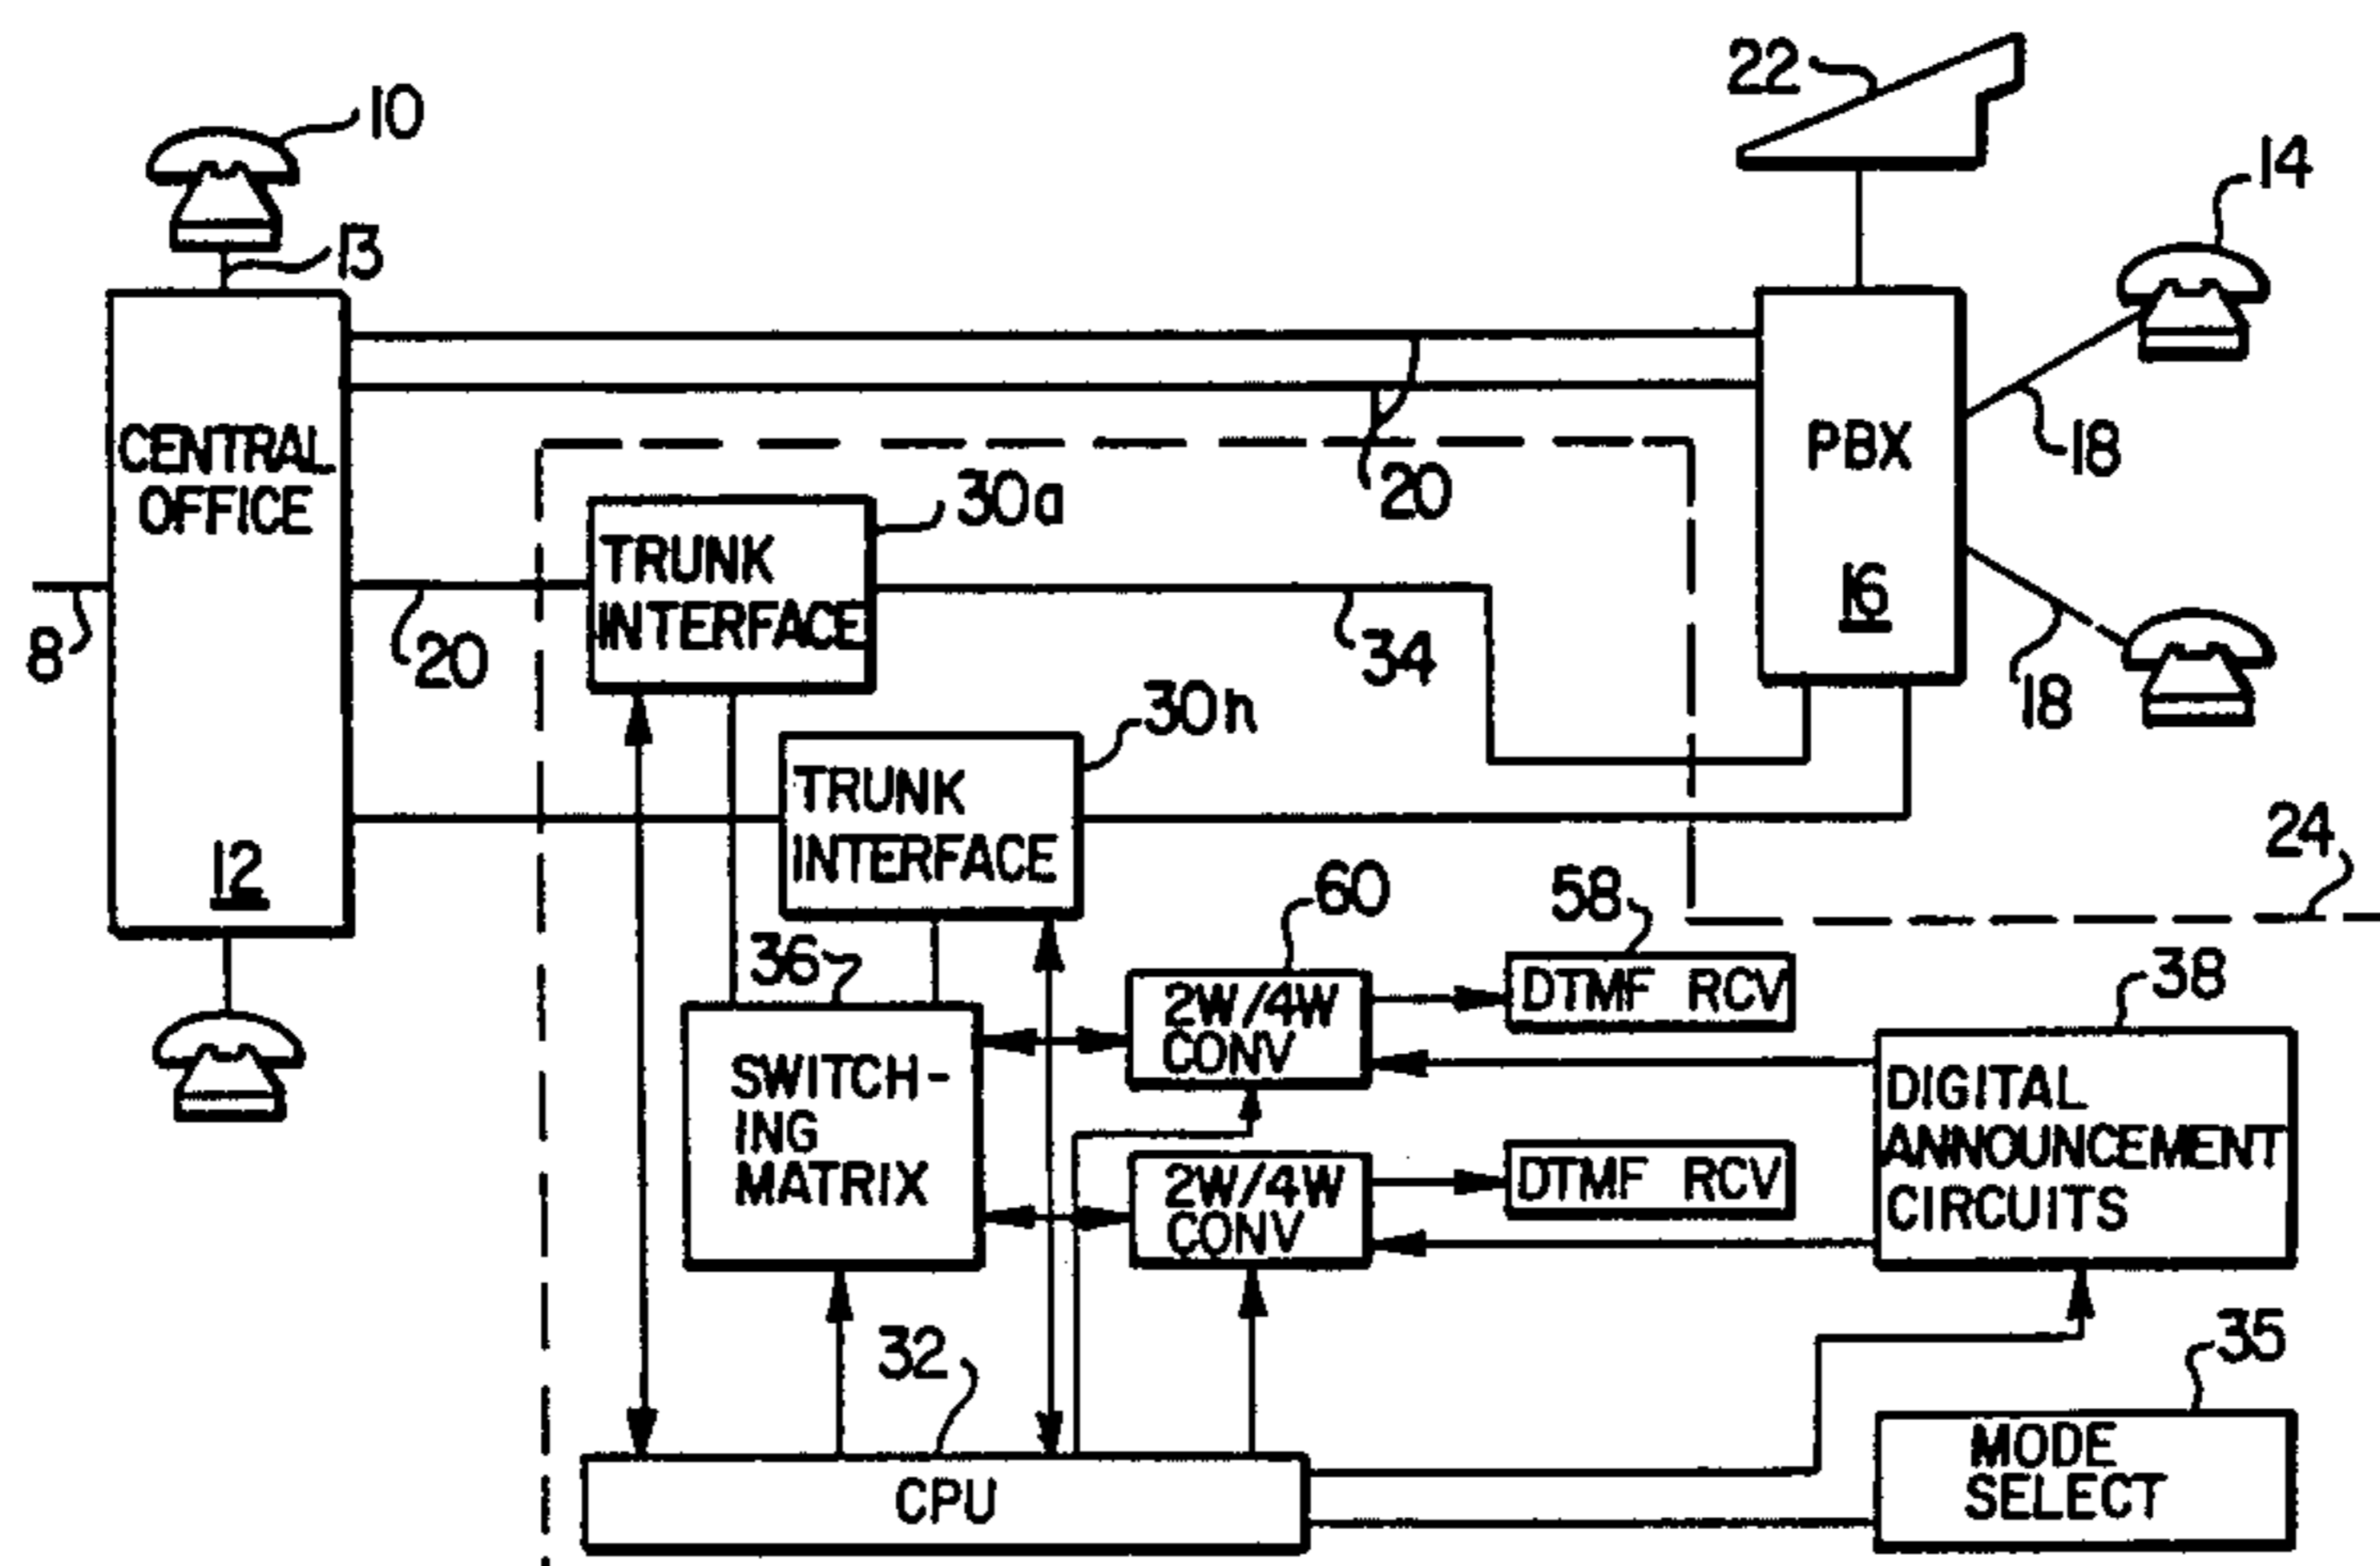 22
10
14
13
CENTRAL
OFFICE
PBX
18
20
30a
TRUNK
INTERFACE
16
8
20
34
18
30n
TRUNK
INTERFACE
24
12
60
58
36
DTMF RCV
38
2W/4W
CONV
SWITCH-
ING
MATRIX
DIGITAL
ANNOUNCEMENT
CIRCUITS
2W/4W
CONV
DTMF RCV
32
35
CPU
MODE
SELECT